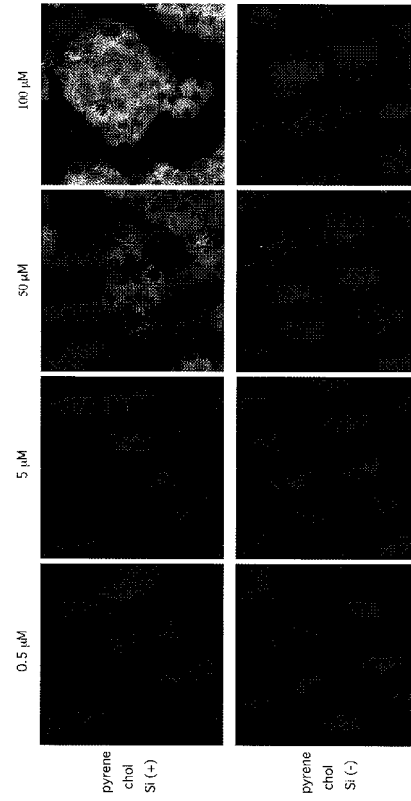 100 µM
50 µM
5 µM
0.5 µM
pyrene
chol
Si (+)
pyrene
chol
Si (-)